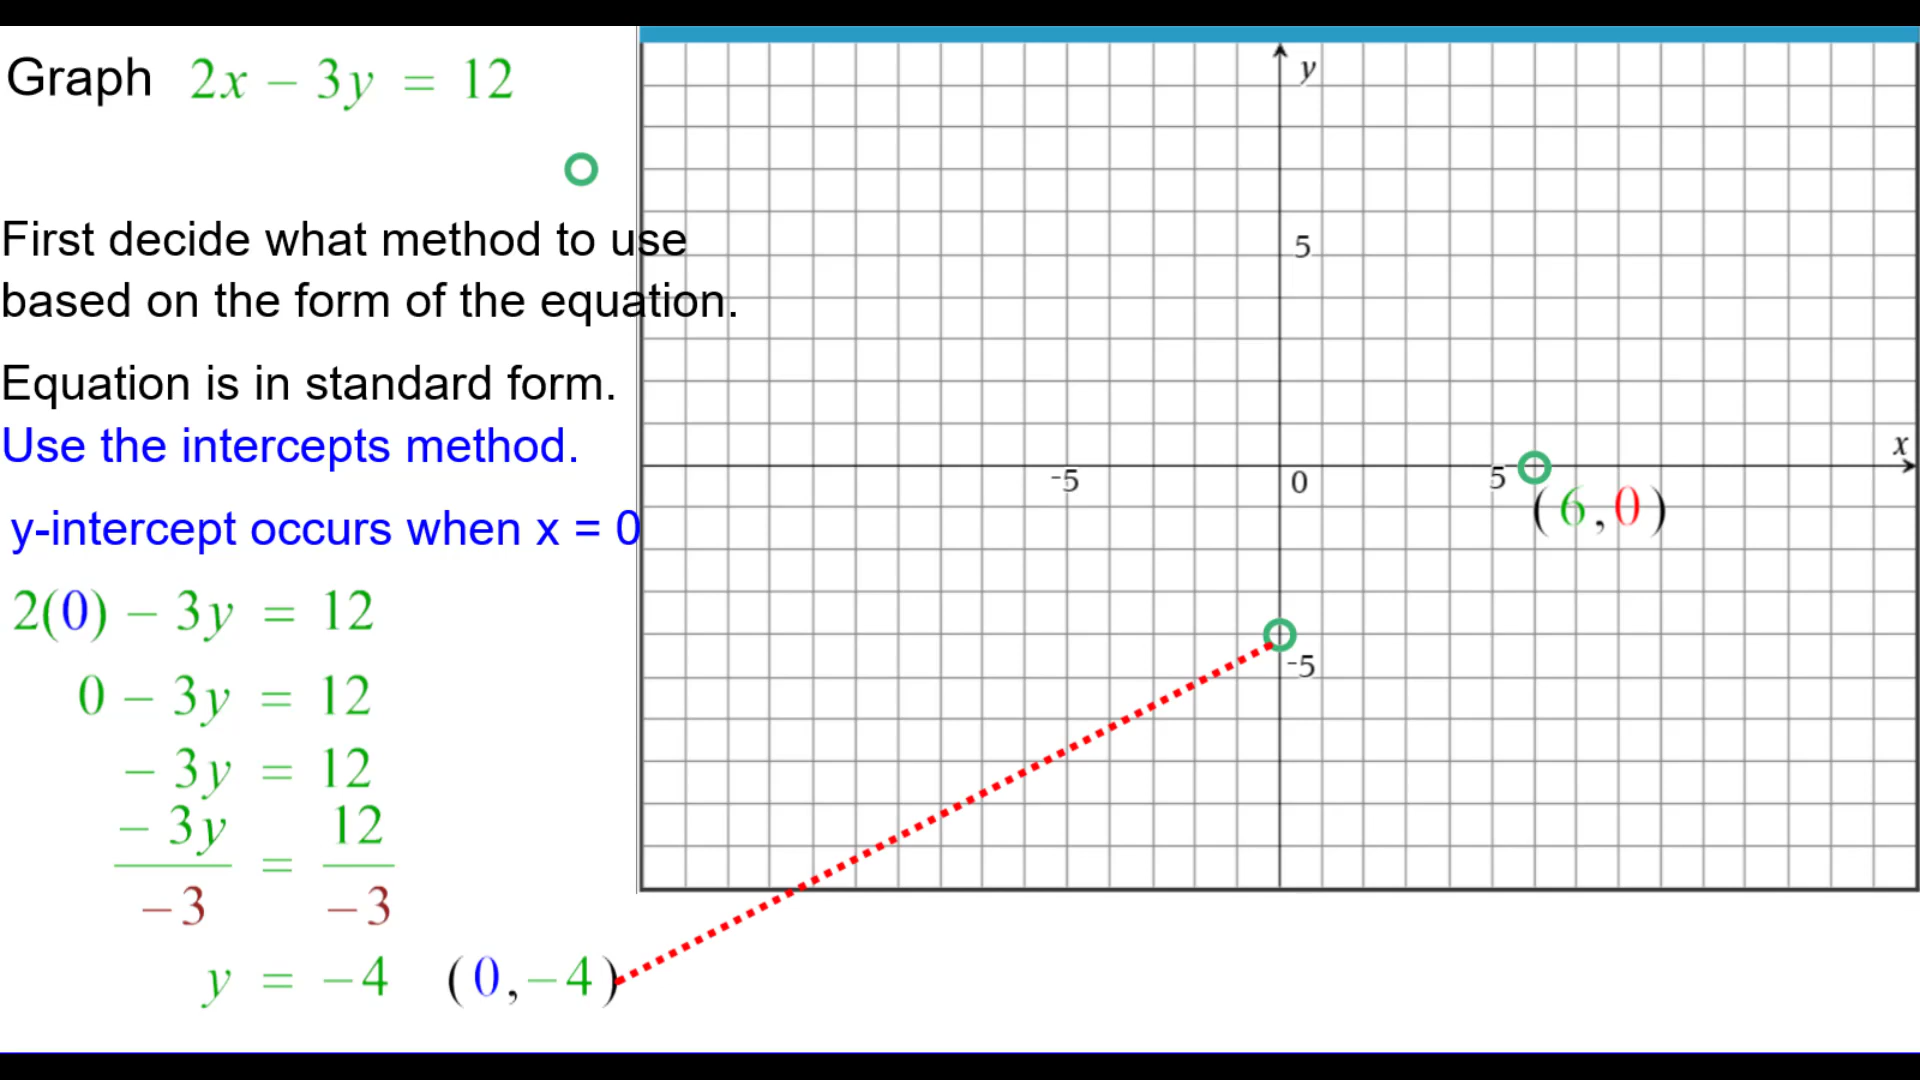 Graph 2x − 3y = 12
First decide what method to use
based on the form of the equation.
Equation is in standard form.
Use the intercepts method.
y-intercept occurs when x = 0
2(0) − 3y = 12
0 − 3y = 12
− 3y = 12
− 3y / −3 = 12 / −3
y = −4 (0,−4)
y
5
x
-5 0 5
(6,0)
-5